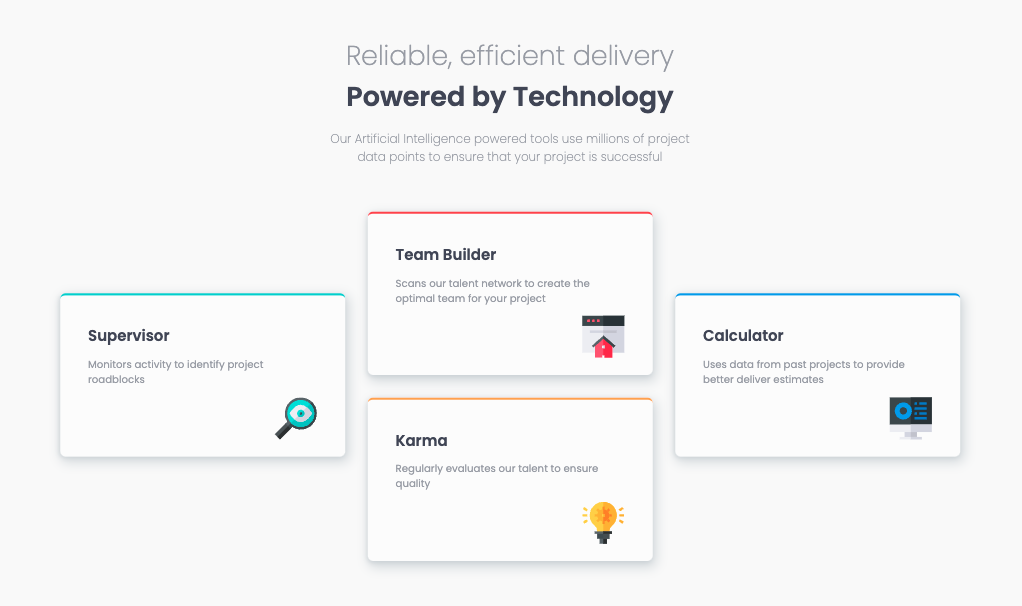 Reliable, efficient delivery
Powered by Technology
Our Artificial Intelligence powered tools use millions of project
data points to ensure that your project is successful
Supervisor
Monitors activity to identify project
roadblocks
Team Builder
Scans our talent network to create the
optimal team for your project
Karma
Regularly evaluates our talent to ensure
quality
Calculator
Uses data from past projects to provide
better deliver estimates